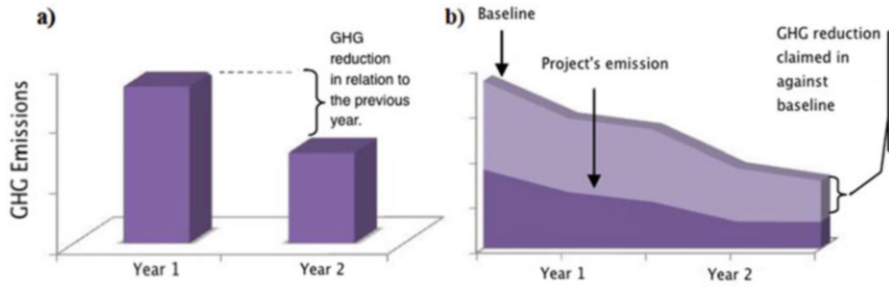 a)
GHG
reduction
in relation to
the previous
year.
GHG Emissions
Year 1
Year 2
b)
Baseline
Project's emission
GHG reduction
claimed in
against
baseline
Year 1
Year 2